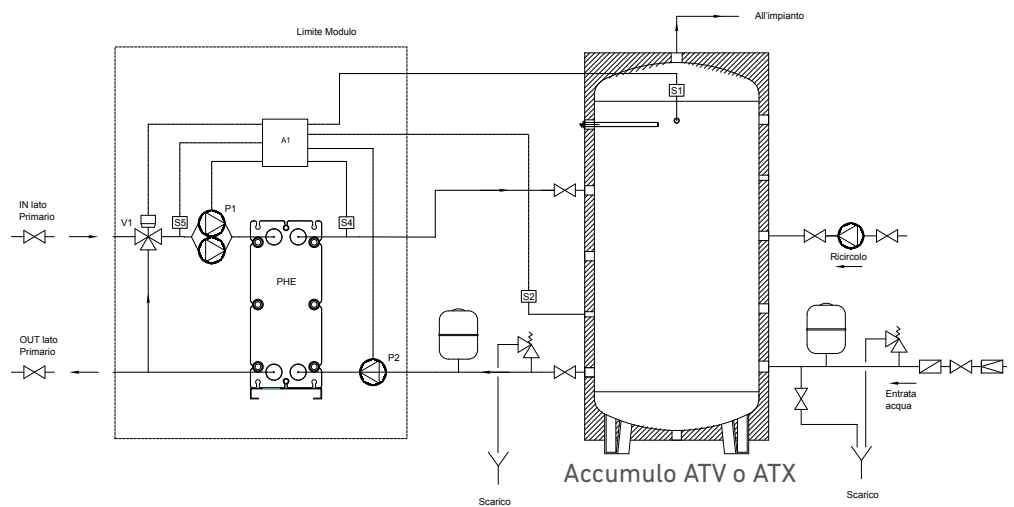 All'impianto
Limite Modulo
S1
A1
IN lato
Primario
V1
S5
P1
S4
PHE
Ricircolo
S2
OUT lato
Primario
P2
Entrata
acqua
Accumulo ATV o ATX
Scarico
Scarico